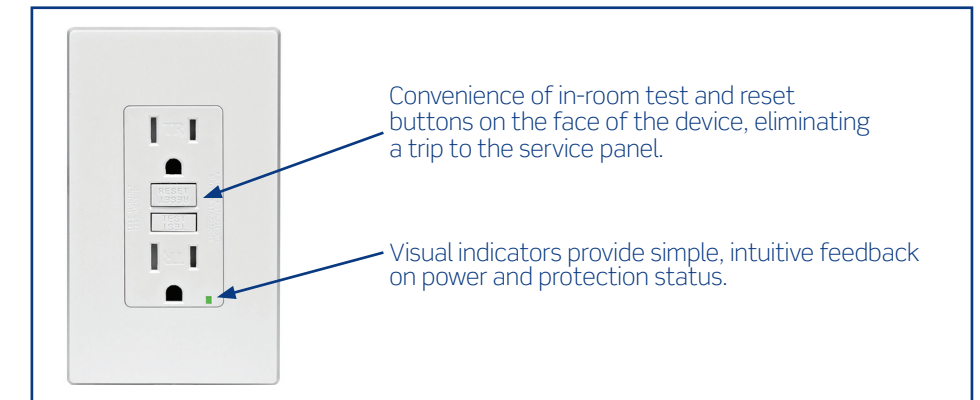 Convenience of in-room test and reset
buttons on the face of the device, eliminating
a trip to the service panel.
TR
RESET
TEST
Visual indicators provide simple, intuitive feedback
on power and protection status.